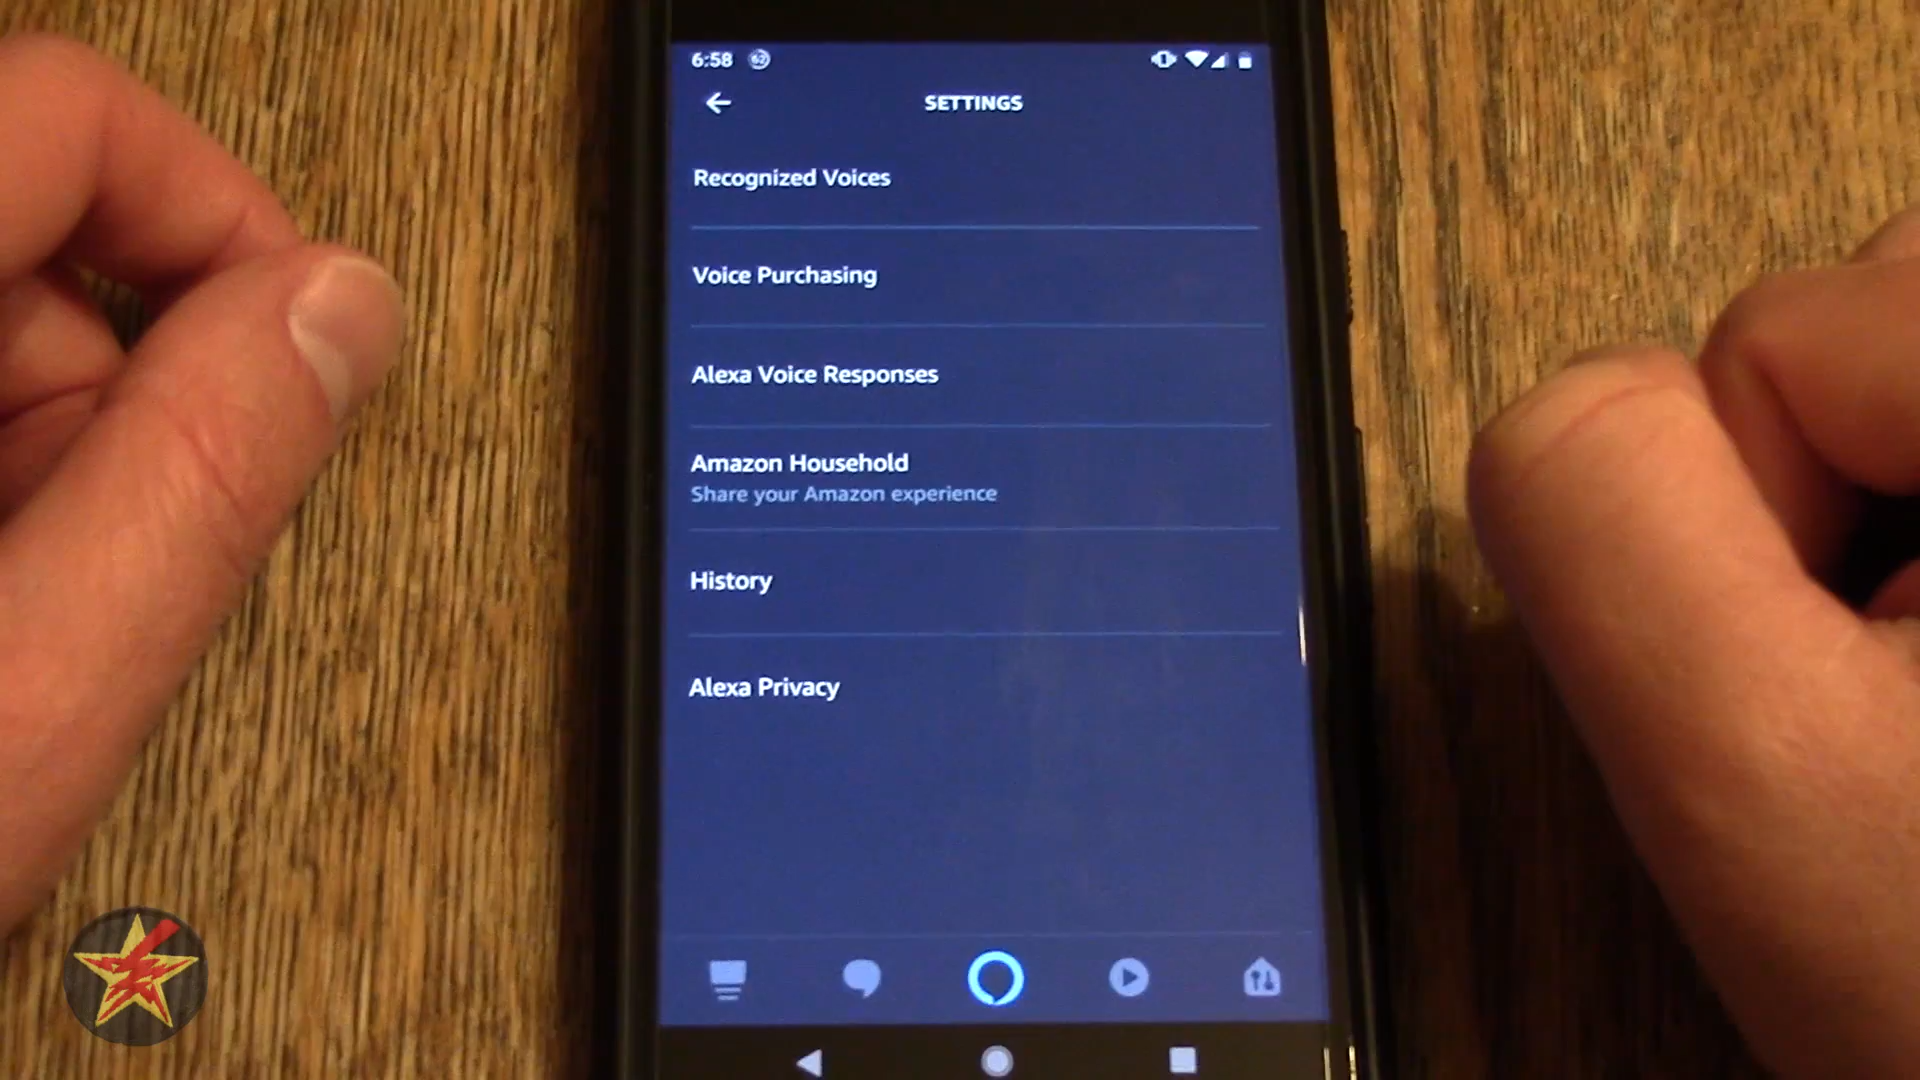 6:58 62
SETTINGS
Recognized Voices
Voice Purchasing
Alexa Voice Responses
Amazon Household
Share your Amazon experience
History
Alexa Privacy